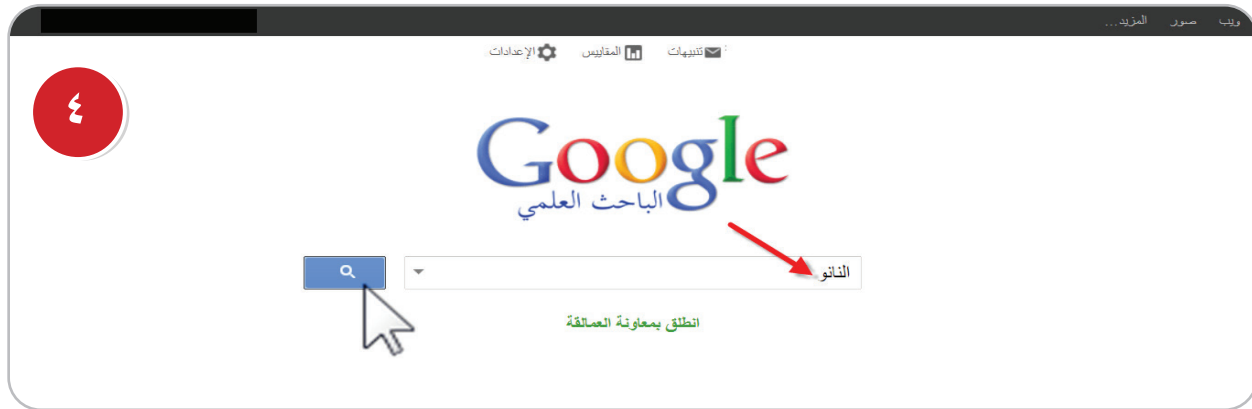 ويب صور المزيد...
تنبيهات المقاييس الإعدادات
٤
Google
الباحث العلمي
النانو
انطلق بمعاونة العمالقة